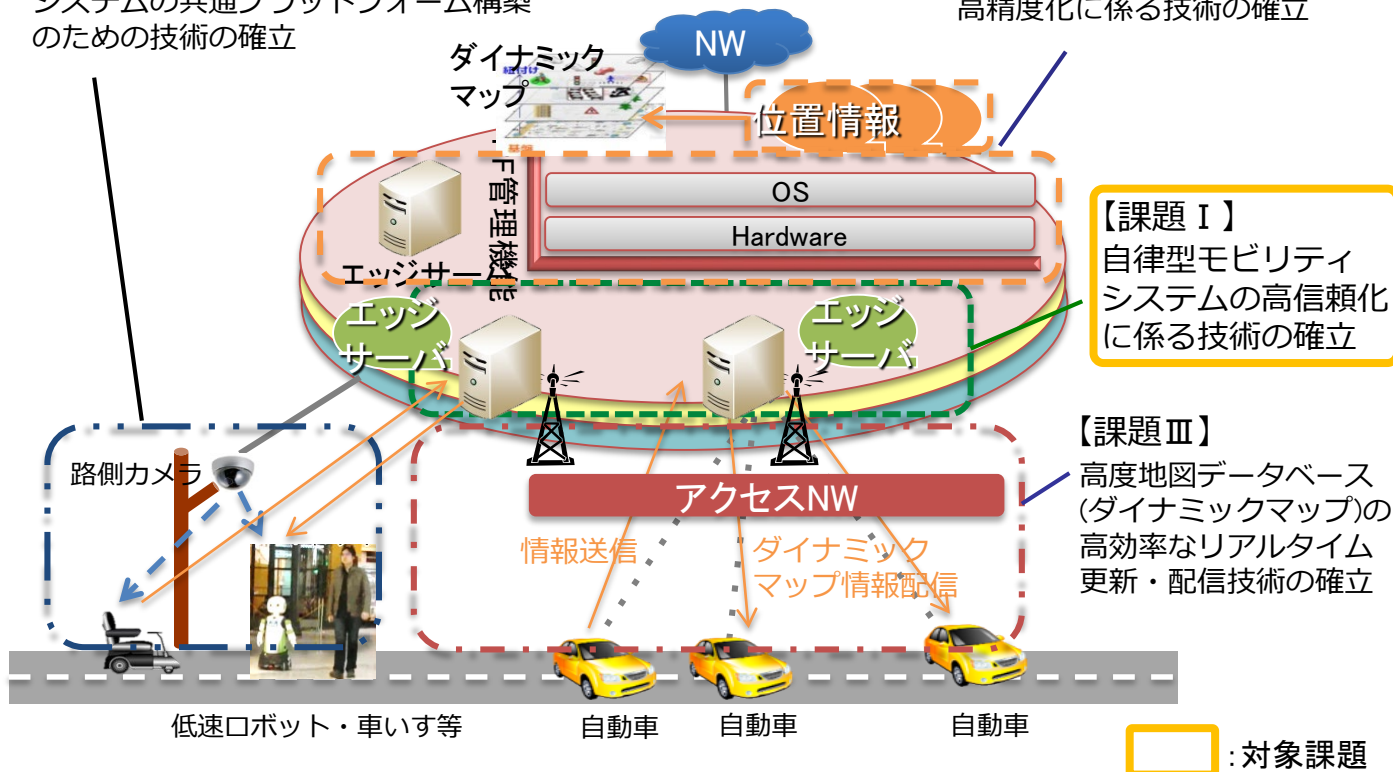 システムの共通プラットフォーム構築
のための技術の確立
高精度化に係る技術の確立
NW
ダイナミック
マップ
紐付け
基盤
位置情報
管理機能
OS
Hardware
エッジサーバ
エッジ
サーバ
エッジ
サーバ
【課題Ⅰ】
自律型モビリティ
システムの高信頼化
に係る技術の確立
【課題Ⅲ】
高度地図データベース
(ダイナミックマップ)の
高効率なリアルタイム
更新・配信技術の確立
路側カメラ
アクセスNW
情報送信
ダイナミック
マップ情報配信
低速ロボット・車いす等
自動車
自動車
自動車
:対象課題